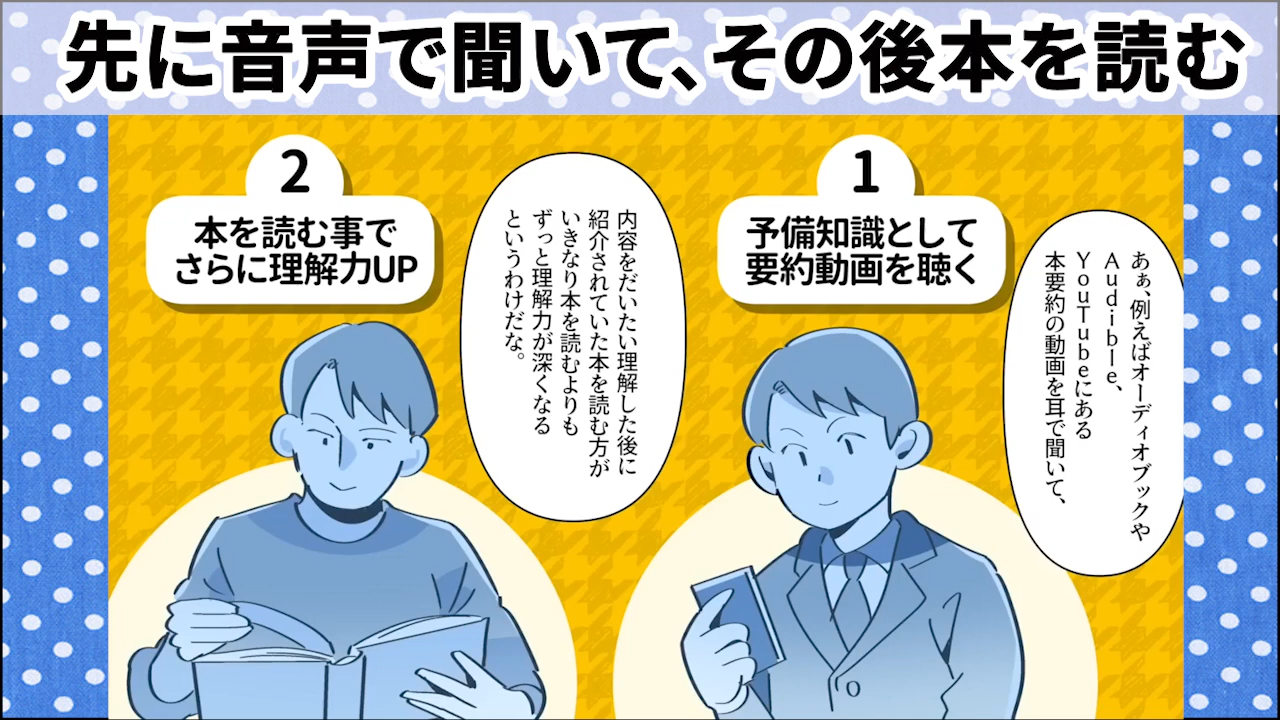 先に音声で聞いて、その後本を読む
1
予備知識として
要約動画を聴く
あぁ、例えばオーディオブックや
Audible、
YouTubeにある
本要約の動画を耳で聞いて、
内容をだいたい理解した後に
紹介されていた本を読む方が
いきなり本を読むよりも
ずっと理解力が深くなる
というわけだな。
2
本を読む事で
さらに理解力UP